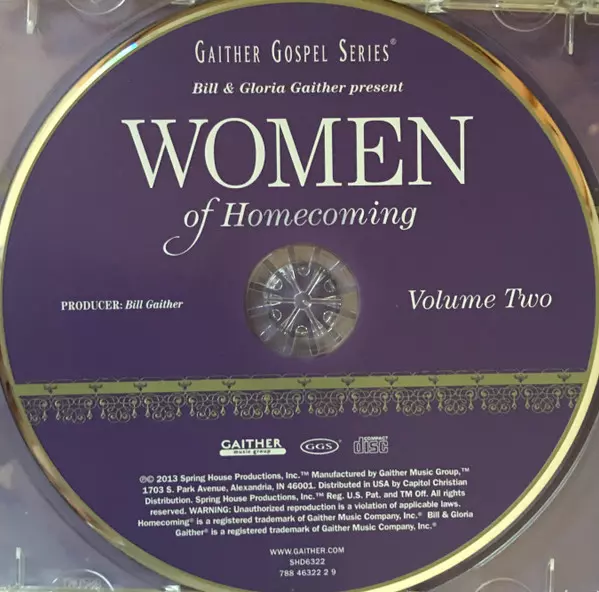 GAITHER GOSPEL SERIES®
Bill & Gloria Gaither present
WOMEN
of Homecoming
PRODUCER: Bill Gaither
Volume Two
GAITHER
music group
GGS
COMPACT
disc
℗© 2013 Spring House Productions, Inc.™ Manufactured by Gaither Music Group,™
1703 S. Park Avenue, Alexandria, IN 46001. Distributed in USA by Capitol Christian
Distribution. Spring House Productions, Inc.™ Reg. U.S. Pat. and TM Off. All rights
reserved. WARNING: Unauthorized reproduction is a violation of applicable laws.
Homecoming® is a registered trademark of Gaither Music Company, Inc.® Bill & Gloria
Gaither® is a registered trademark of Gaither Music Company, Inc.®
WWW.GAITHER.COM
SHD6322
788 46322 2 9